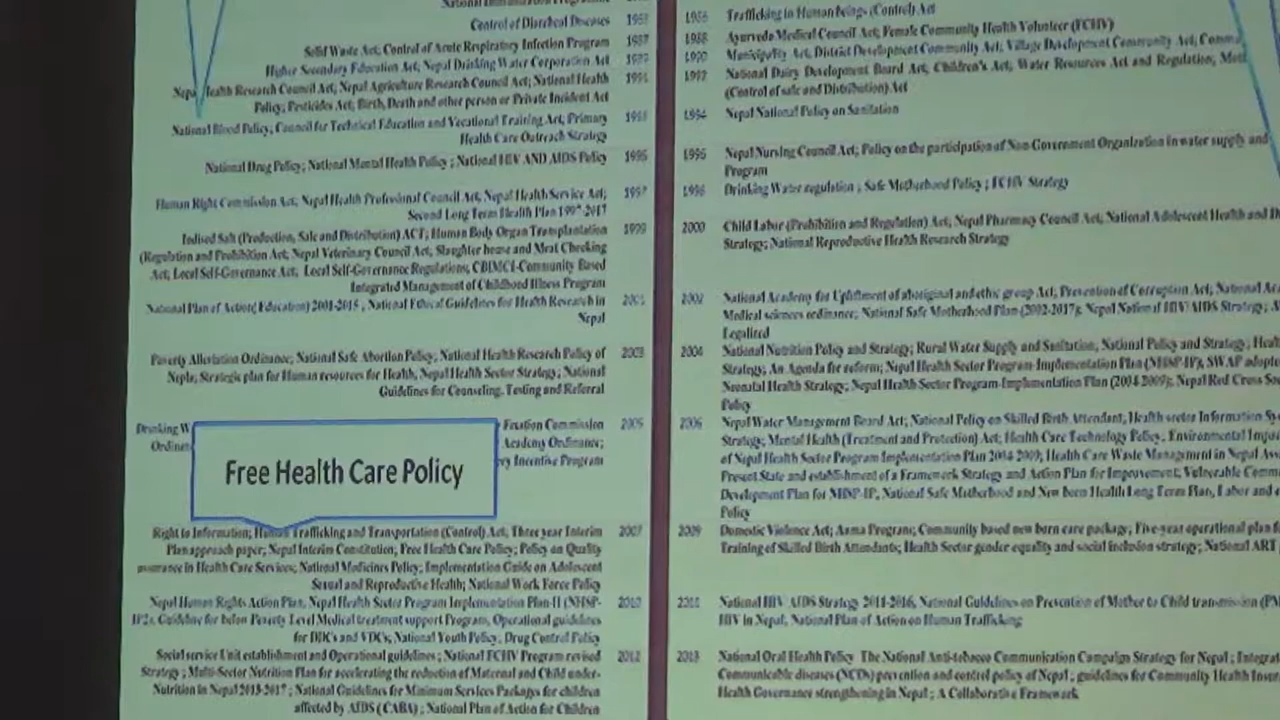 Control of Diarrheal Diseases
Solid Waste Act; Control of Acute Respiratory Infection Program 1987
Higher Secondary Education Act; Nepal Drinking Water Corporation Act
Health Research Council Act; Nepal Agriculture Research Council Act; National Health
Policy; Pesticides Act; Birth, Death and other person or Private Incident Act
National Blood Policy; Council for Technical Education and Vocational Training Act; Primary
Health Care Outreach Strategy
National Drug Policy; National Mental Health Policy ; National HIV AND AIDS Policy 1995
Human Right Commission Act; Nepal Health Professional Council Act, Nepal Health Service Act; 1997
Second Long Term Health Plan 1997-2017
Iodised Salt (Production, Sale and Distribution) ACT; Human Body Organ Transplantation 1999
(Regulation and Prohibition Act; Nepal Veterinary Council Act; Slaughter house and Meat Checking
Act; Local Self-Governance Act; Local Self-Governance Regulations; CBIMCI-Community Based
Integrated Management of Childhood Illness Program
National Plan of Action( Education) 2001-2015 , National Ethical Guidelines for Health Research in 2001
Nepal
Poverty Alleviation Ordinance; National Safe Abortion Policy; National Health Research Policy of 2003
Neplp; Strategic plan for Human resources for Health, Nepal Health Sector Strategy; National
Guidelines for Counseling, Testing and Referral
Drinking W Fixation Commission 2005
Academy Ordinance;
Incentive Program
Free Health Care Policy
Right to Information; Human Trafficking and Transportation (Control) Act, Three year Interim 2007
Plan approach paper; Nepal Interim Constitution; Free Health Care Policy; Policy on Quality
assurance in Health Care Services; National Medicines Policy; Implementation Guide on Adolescent
Sexual and Reproductive Health; National Work Force Policy
Nepal Human Rights Action Plan, Nepal Health Sector Program Implementation Plan-II (NHSP- 2010
IP2), Guideline for below Poverty Level Medical treatment support Program, Operational guidelines
for DDC's and VDC's; National Youth Policy, Drug Control Policy
Social service Unit establishment and Operational guidelines ; National FCHV Program revised 2012
Strategy ; Multi-Sector Nutrition Plan for accelerating the reduction of Maternal and Child under-
Nutrition in Nepal 2013-2017 ; National Guidelines for Minimum Services Packages for children
affected by AIDS ( CABA) ; National Plan of Action for Children
1986 Trafficking in Human beings (Control) Act
1988 Ayurveda Medical Council Act; Female Community Health Volunteer (FCHV)
1990 Municipality Act, District Development Community Act; Village Development Community Act;
1992 National Dairy Development Board Act, Children's Act, Water Resources Act and Regulation,
(Control of sale and Distribution) Act
1994 Nepal National Policy on Sanitation
1996 Nepal Nursing Council Act; Policy on the participation of Non Government Organization in water supply and
Program
1998 Drinking Water regulation ; Safe Motherhood Policy ; FCHV Strategy
2000 Child Labor (Prohibition and Regulation) Act; Nepal Pharmacy Council Act, National Adolescent Health and
Strategy; National Reproductive Health Research Strategy
2002 National Academy for Upliftment of aboriginal and ethic group Act; Prevention of Corruption Act; National
Medical sciences ordinance; National Safe Motherhood Plan (2002-2017); Nepal National HIV/AIDS Strategy;
Legalized
2004 National Nutrition Policy and Strategy; Rural Water Supply and Sanitation, National Policy and Strategy,
Strategy; An Agenda for reform; Nepal Health Sector Program-Implementation Plan (NHSP-IP), SWAP
Neonatal Health Strategy; Nepal Health Sector Program-Implementation Plan (2004-2009); Nepal Red Cross
Policy
2006 Nepal Water Management Board Act; National Policy on Skilled Birth Attendant; Health sector Information
Strategy; Mental Health (Treatment and Protection) Act; Health Care Technology Policy; Environmental
of Nepal Health Sector Program Implementation Plan 2004-2009; Health Care Waste Management in Nepal
Present State and establishment of a Framework Strategy and Action Plan for Improvement; Vulnerable
Development Plan for NHSP-IP, National Safe Motherhood and New born Health Long Term Plan, Labor and
Policy
2009 Domestic Violence Act; Aama Program; Community based new born care package; Five-year operational plan
Training of Skilled Birth Attendants; Health Sector gender equality and social inclusion strategy; National ART
2011 National HIV/AIDS Strategy 2011-2016, National Guidelines on Prevention of Mother to Child transmission
HIV in Nepal, National Plan of Action on Human Trafficking
2013 National Oral Health Policy The National Anti-tobacco Communication Campaign Strategy for Nepal ;
Communicable diseases (NCDs) prevention and control policy of Nepal ; guidelines for Community Health
Health Governance strengthening in Nepal ; A Collaborative Framework